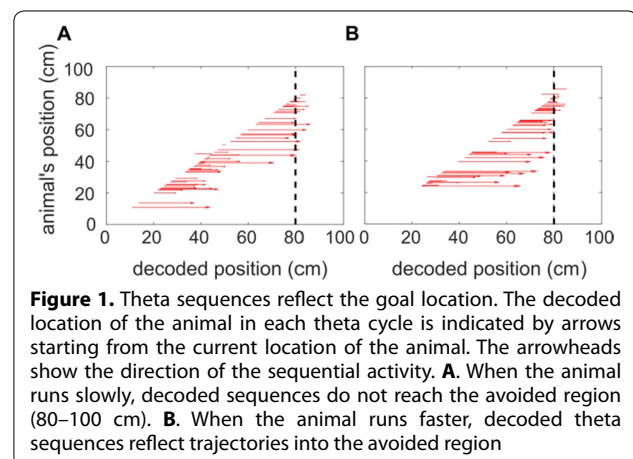 A
B
animal's position (cm)
100
80
60
40
20
0
0
20
40
60
80
100
0
20
40
60
80
100
decoded position (cm)
decoded position (cm)
Figure 1. Theta sequences reflect the goal location. The decoded
location of the animal in each theta cycle is indicated by arrows
starting from the current location of the animal. The arrowheads
show the direction of the sequential activity. A. When the animal
runs slowly, decoded sequences do not reach the avoided region
(80–100 cm). B. When the animal runs faster, decoded theta
sequences reflect trajectories into the avoided region